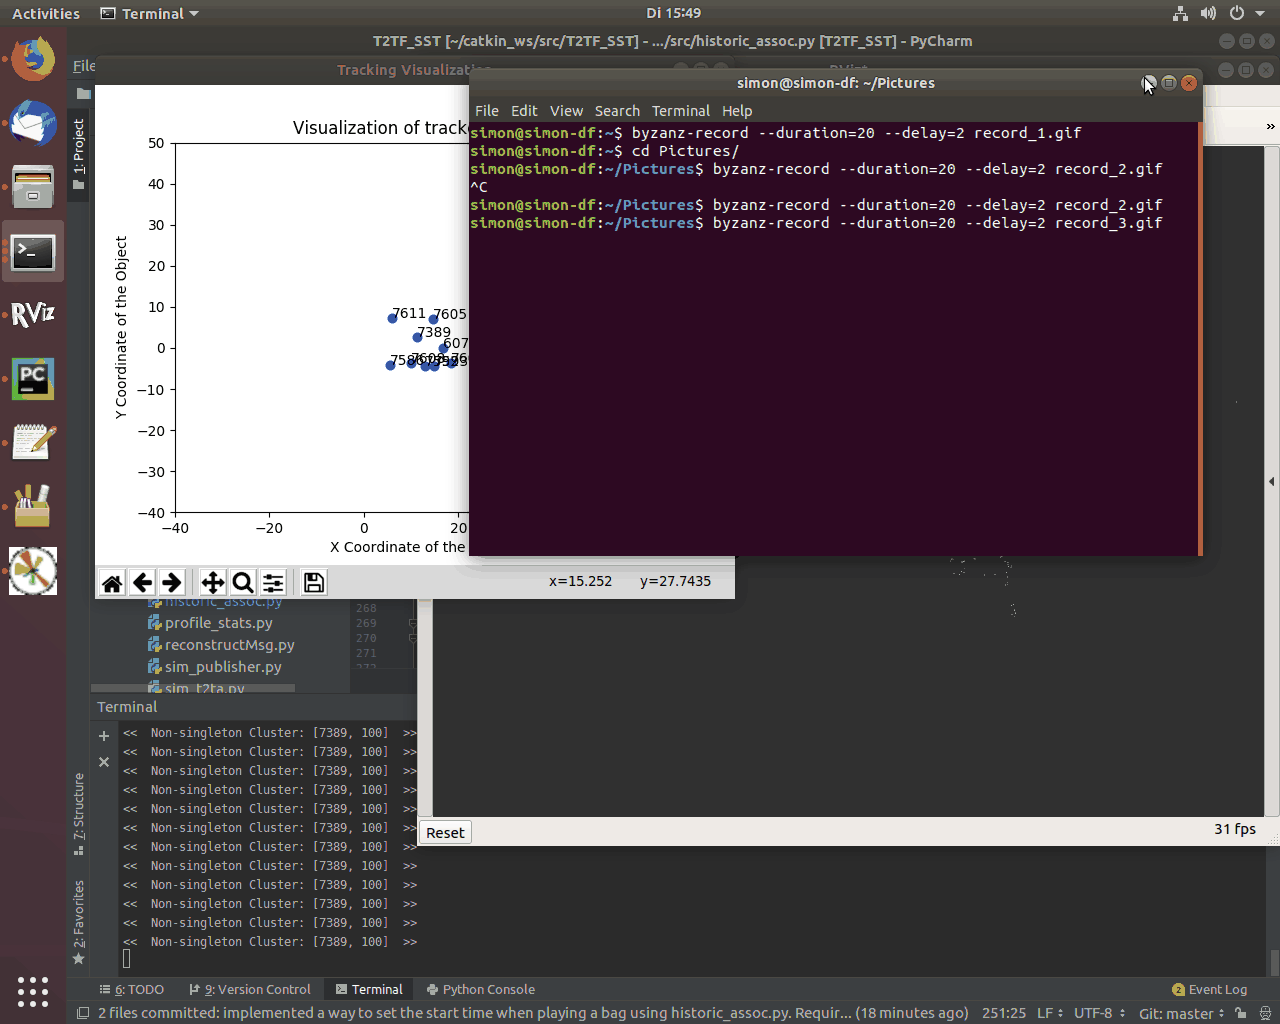 Activities
Terminal
Di 15:49
T2TF_SST [~/catkin_ws/src/T2TF_SST] - .../src/historic_assoc.py [T2TF_SST] - PyCharm
File
Tracking Visualization
simon@simon-df: ~/Pictures
File Edit View Search Terminal Help
simon@simon-df:~$ byzanz-record --duration=20 --delay=2 record_1.gif
simon@simon-df:~$ cd Pictures/
simon@simon-df:~/Pictures$ byzanz-record --duration=20 --delay=2 record_2.gif
^C
simon@simon-df:~/Pictures$ byzanz-record --duration=20 --delay=2 record_2.gif
simon@simon-df:~/Pictures$ byzanz-record --duration=20 --delay=2 record_3.gif
»
RViz
PC
1: Project
Visualization of track
50
40
30
20
10
0
−10
−20
−30
−40
−40
−20
0
20
Y Coordinate of the Object
X Coordinate of the
7611
7605
7389
607
x=15.252 y=27.7435
historic_assoc.py
profile_stats.py
reconstructMsg.py
sim_publisher.py
sim_t2ta.py
268
269
270
271
272
Terminal
<< Non-singleton Cluster: [7389, 100] >>
<< Non-singleton Cluster: [7389, 100] >>
<< Non-singleton Cluster: [7389, 100] >>
<< Non-singleton Cluster: [7389, 100] >>
<< Non-singleton Cluster: [7389, 100] >>
<< Non-singleton Cluster: [7389, 100] >>
<< Non-singleton Cluster: [7389, 100] >>
<< Non-singleton Cluster: [7389, 100] >>
<< Non-singleton Cluster: [7389, 100] >>
<< Non-singleton Cluster: [7389, 100] >>
<< Non-singleton Cluster: [7389, 100] >>
<< Non-singleton Cluster: [7389, 100] >>
7: Structure
2: Favorites
Reset
31 fps
6: TODO
9: Version Control
Terminal
Python Console
2 Event Log
2 files committed: implemented a way to set the start time when playing a bag using historic_assoc.py. Requir... (18 minutes ago)
251:25 LF UTF-8 Git: master